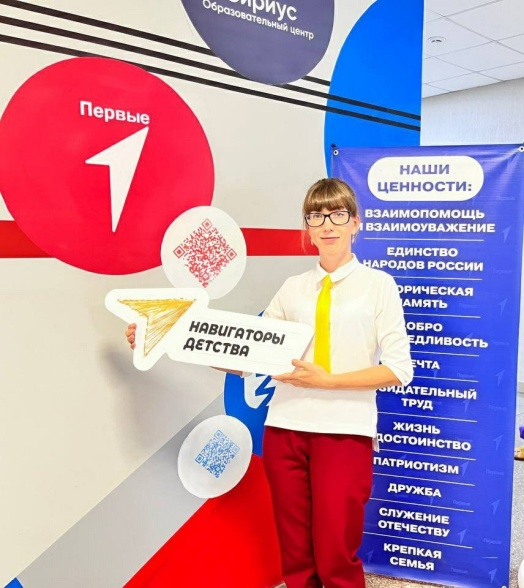 Образовательный центр
Первые
НАВИГАТОРЫ
ДЕТСТВА
НАШИ
ЦЕННОСТИ:
ВЗАИМОПОМОЩЬ
ВЗАИМОУВАЖЕНИЕ
ЕДИНСТВО
НАРОДОВ РОССИИ
ПАМЯТЬ
ТРУД
ЖИЗНЬ
ДОСТОИНСТВО
ПАТРИОТИЗМ
ДРУЖБА
СЛУЖЕНИЕ
ОТЕЧЕСТВУ
КРЕПКАЯ
СЕМЬЯ